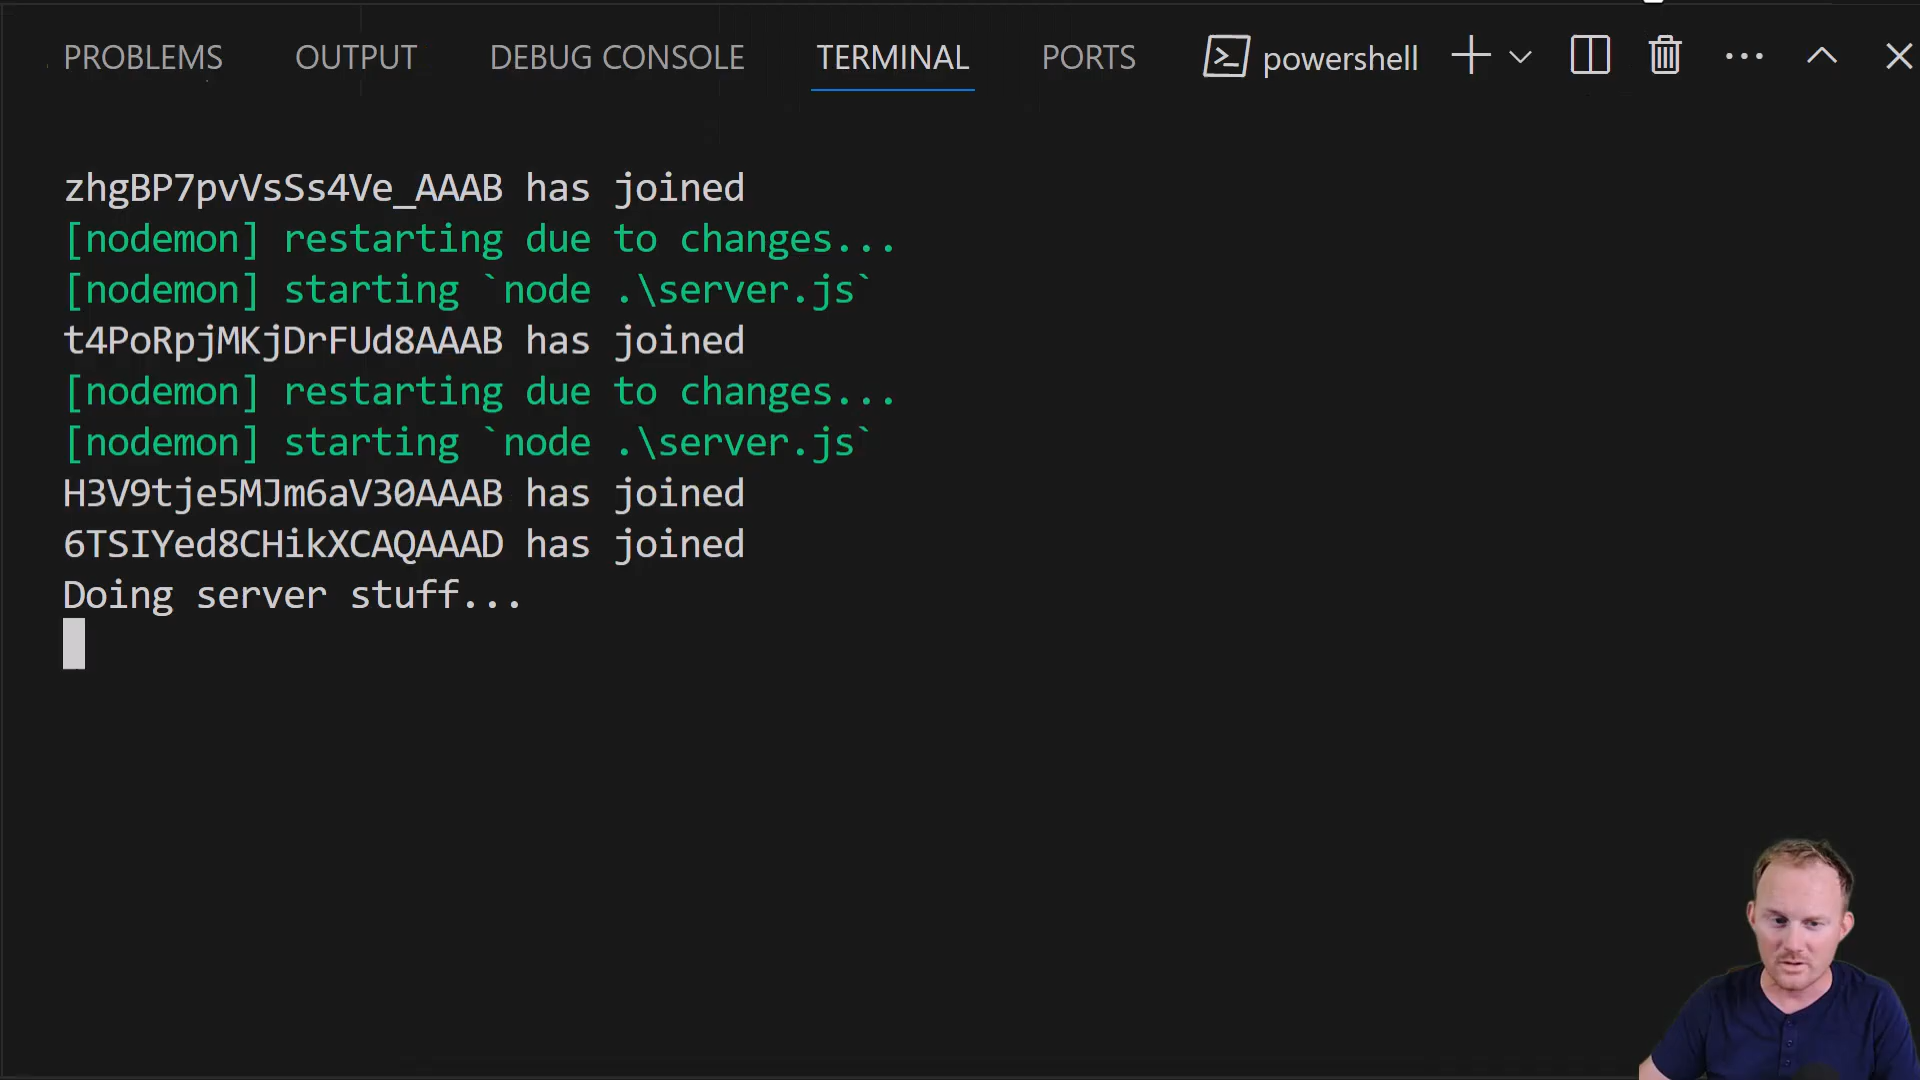 PROBLEMS OUTPUT DEBUG CONSOLE TERMINAL PORTS powershell
zhgBP7pvVsSs4Ve_AAAB has joined
[nodemon] restarting due to changes...
[nodemon] starting `node .\server.js`
t4PoRpjMKjDrFUd8AAAB has joined
[nodemon] restarting due to changes...
[nodemon] starting `node .\server.js`
H3V9tje5MJm6aV30AAAB has joined
6TSIYed8CHikXCAQAAAD has joined
Doing server stuff...